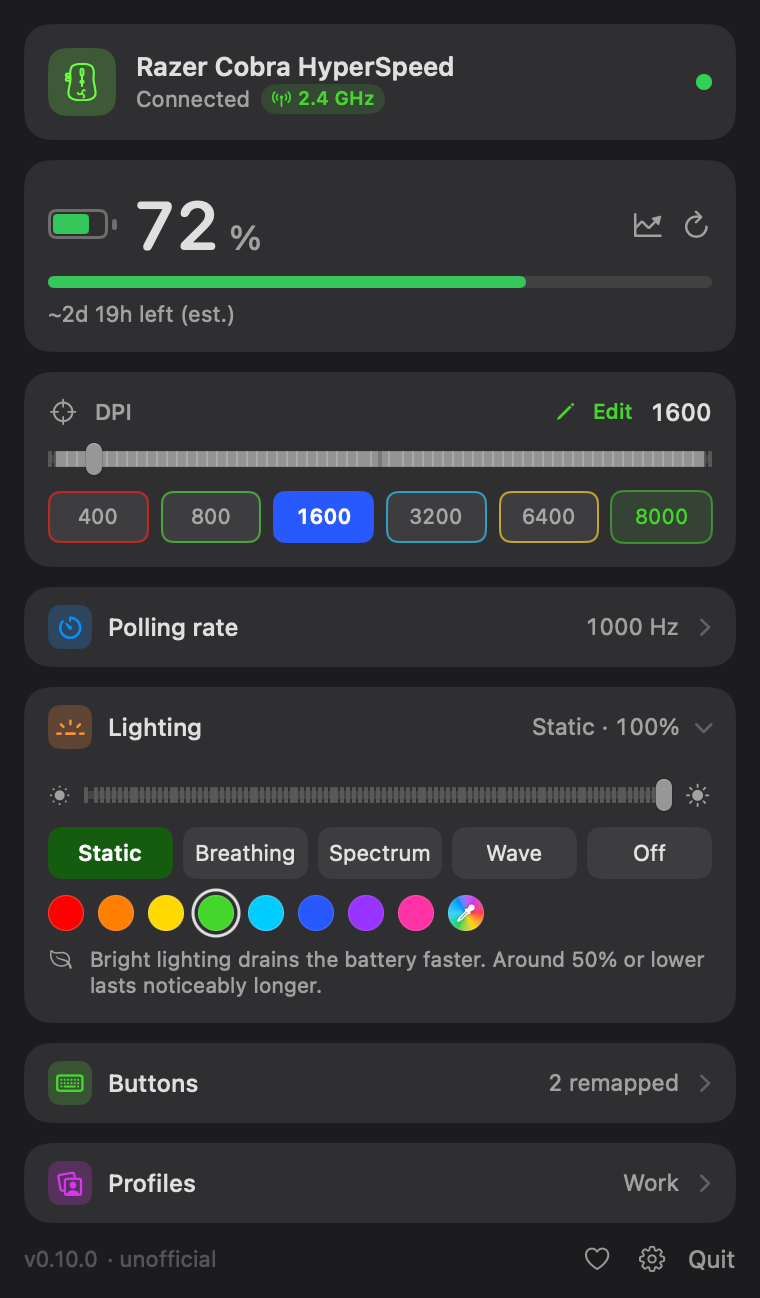 Razer Cobra HyperSpeed
Connected 2.4 GHz
72 %
~2d 19h left (est.)
DPI Edit 1600
400 800 1600 3200 6400 8000
Polling rate 1000 Hz
Lighting Static · 100%
Static Breathing Spectrum Wave Off
Bright lighting drains the battery faster. Around 50% or lower
lasts noticeably longer.
Buttons 2 remapped
Profiles Work
v0.10.0 · unofficial Quit